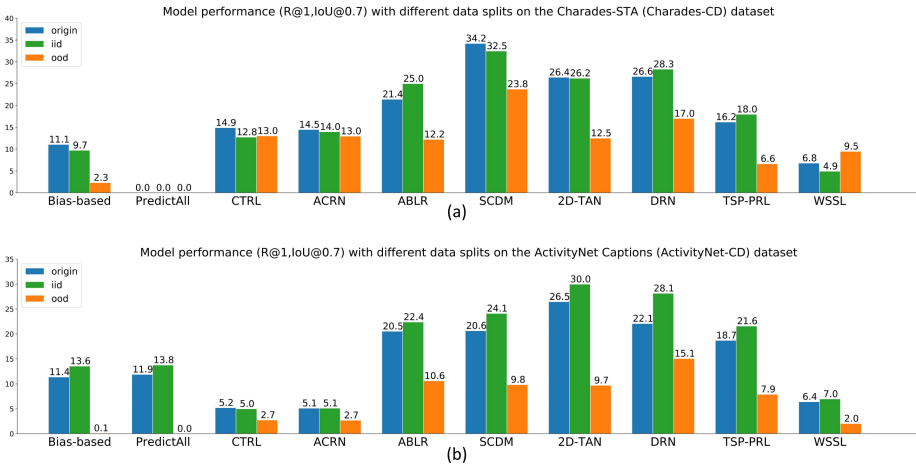 Model performance (R@1,IoU@0.7) with different data splits on the Charades-STA (Charades-CD) dataset
40
35
30
25
20
15
10
5
0
origin
iid
ood
11.1 9.7 2.3
0.0 0.0 0.0
14.9 12.8 13.0
14.5 14.0 13.0
21.4 25.0 12.2
34.2 32.5 23.8
26.4 26.2 12.5
26.6 28.3 17.0
16.2 18.0 6.6
6.8 4.9 9.5
Bias-based PredictAll CTRL ACRN ABLR SCDM 2D-TAN DRN TSP-PRL WSSL
(a)
Model performance (R@1,IoU@0.7) with different data splits on the ActivityNet Captions (ActivityNet-CD) dataset
35
30
25
20
15
10
5
0
origin
iid
ood
11.4 13.6 0.1
11.9 13.8 0.0
5.2 5.0 2.7
5.1 5.1 2.7
20.5 22.4 10.6
20.6 24.1 9.8
26.5 30.0 9.7
22.1 28.1 15.1
18.7 21.6 7.9
6.4 7.0 2.0
Bias-based PredictAll CTRL ACRN ABLR SCDM 2D-TAN DRN TSP-PRL WSSL
(b)